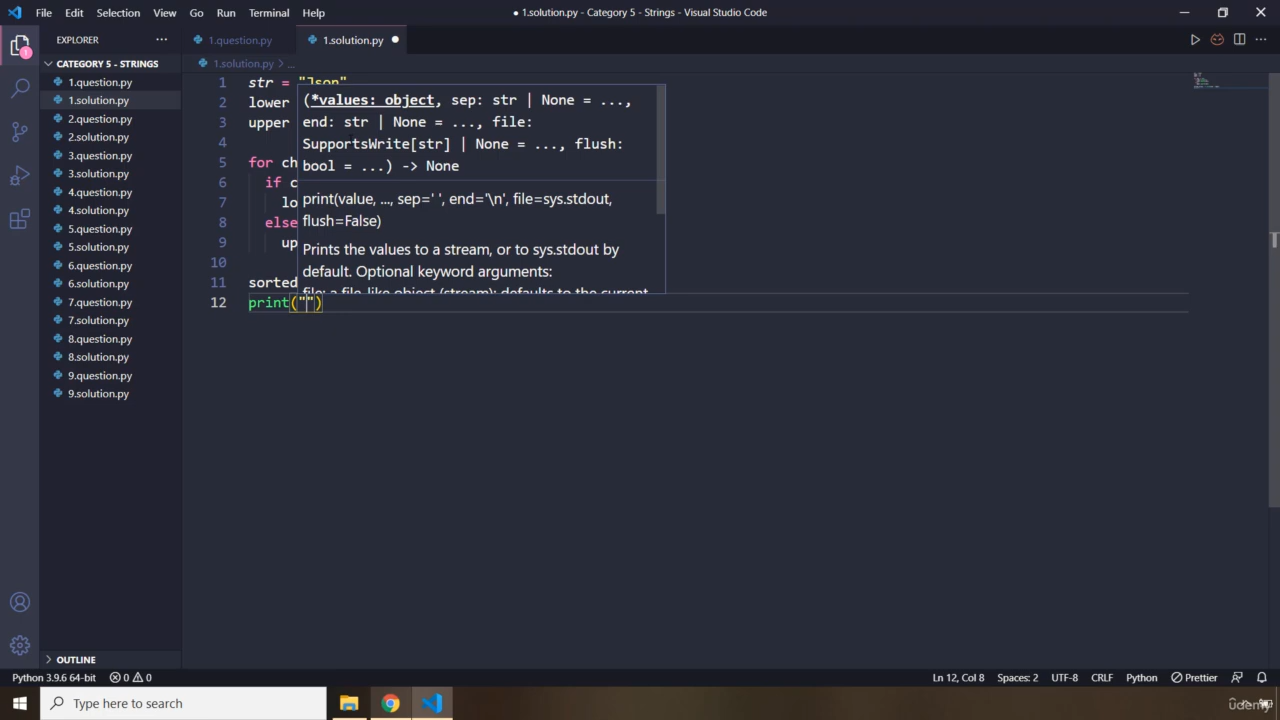 File Edit Selection View Go Run Terminal Help
● 1.solution.py - Category 5 - Strings - Visual Studio Code
EXPLORER
1.question.py
1.solution.py
CATEGORY 5 - STRINGS
1.question.py
1.solution.py
2.question.py
2.solution.py
3.question.py
3.solution.py
4.question.py
4.solution.py
5.question.py
5.solution.py
6.question.py
6.solution.py
7.question.py
7.solution.py
8.question.py
8.solution.py
9.question.py
9.solution.py
OUTLINE
1.solution.py > ...
1 str = "Json"
2 lower
3 upper
4
5 for ch
6 if c
7 lo
8 else
9 up
10
11 sorted
12 print("")
(*values: object, sep: str | None = ...,
end: str | None = ..., file:
SupportsWrite[str] | None = ..., flush:
bool = ...) -> None
print(value, ..., sep=' ', end='\n', file=sys.stdout,
flush=False)
Prints the values to a stream, or to sys.stdout by
default. Optional keyword arguments:
file: a file-like object (stream); defaults to the current
1
Python 3.9.6 64-bit 0 0
Ln 12, Col 8 Spaces: 2 UTF-8 CRLF Python Prettier
Type here to search
Udemy